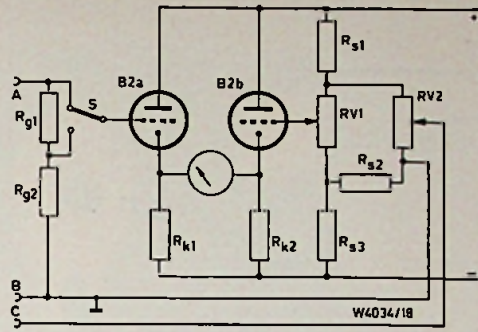 +
Rs1
B2a
B2b
A
S
Rg1
RV1
RV2
Rs2
Rg2
Rk1
Rk2
Rs3
B
-
C
W4034/18